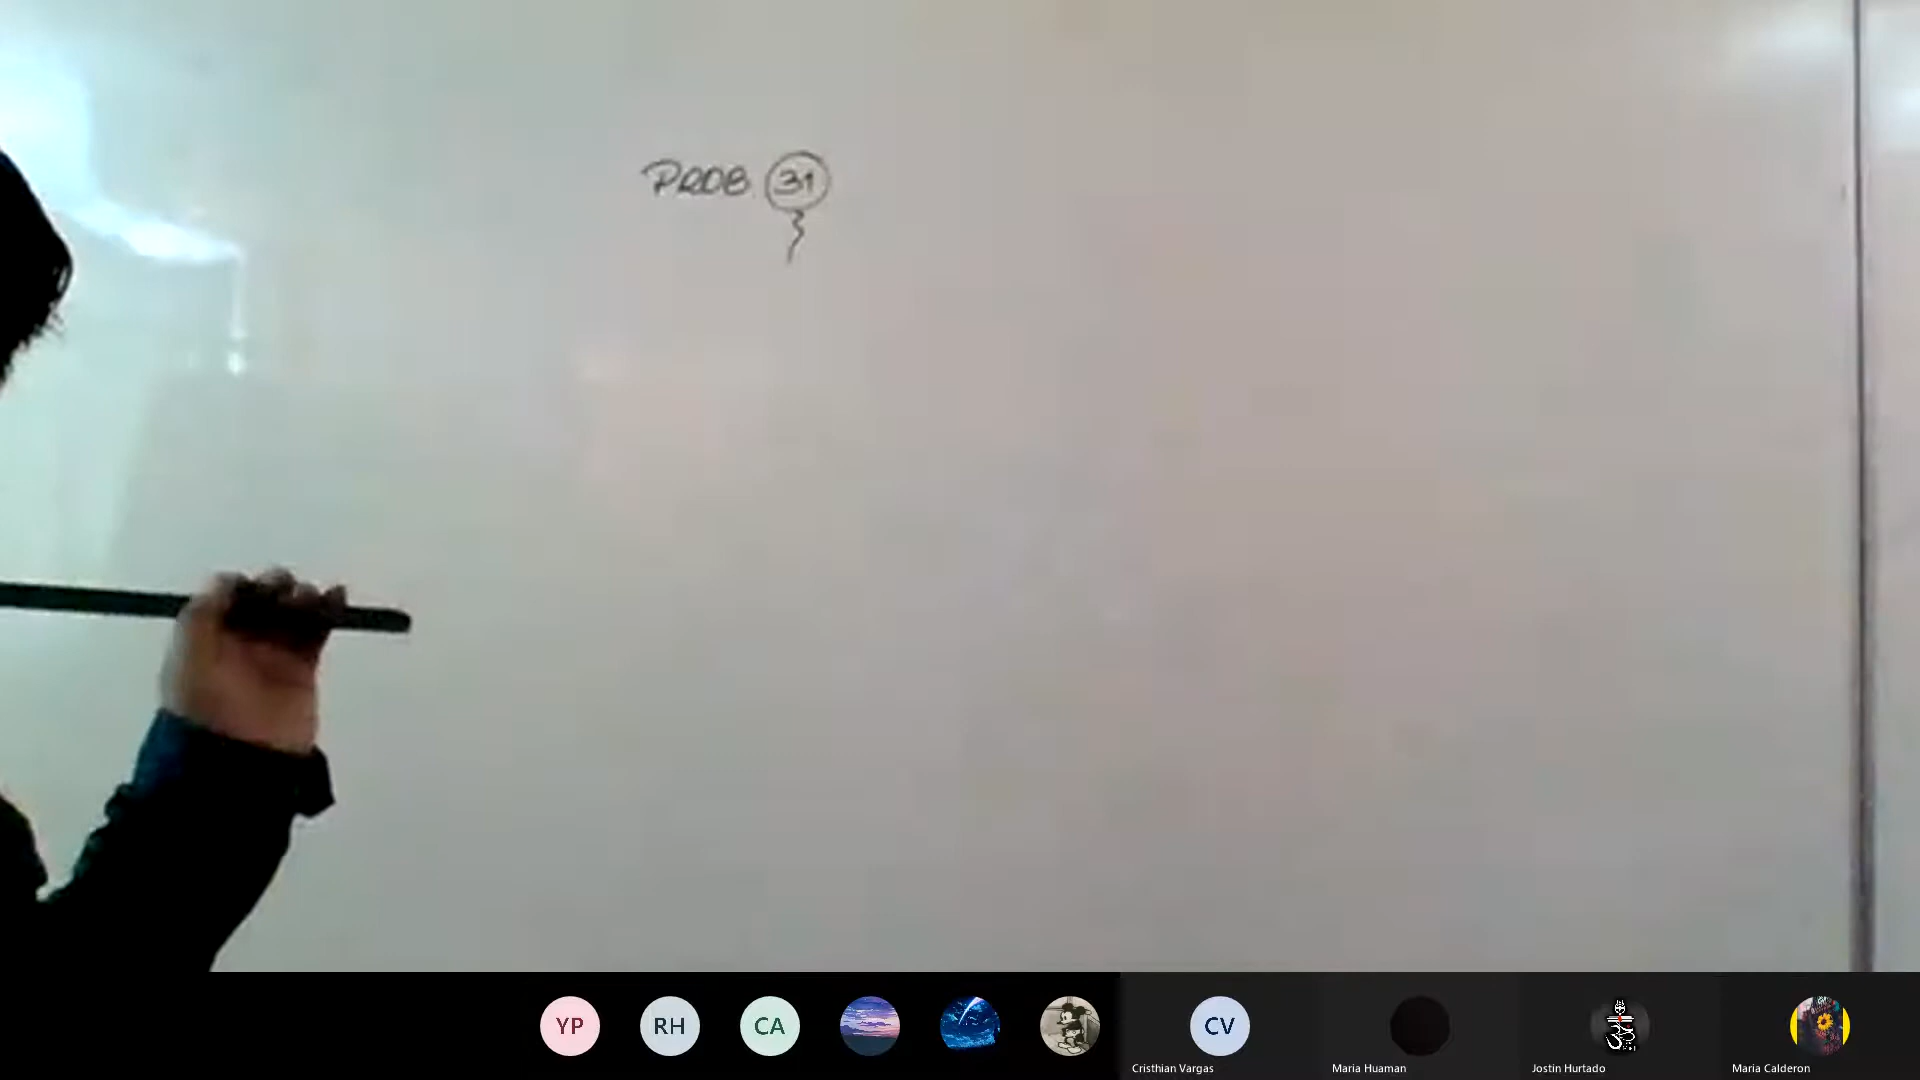 PROB. 31
YP
RH
CA
CV
Cristhian Vargas
Maria Huaman
Jostin Hurtado
Maria Calderon